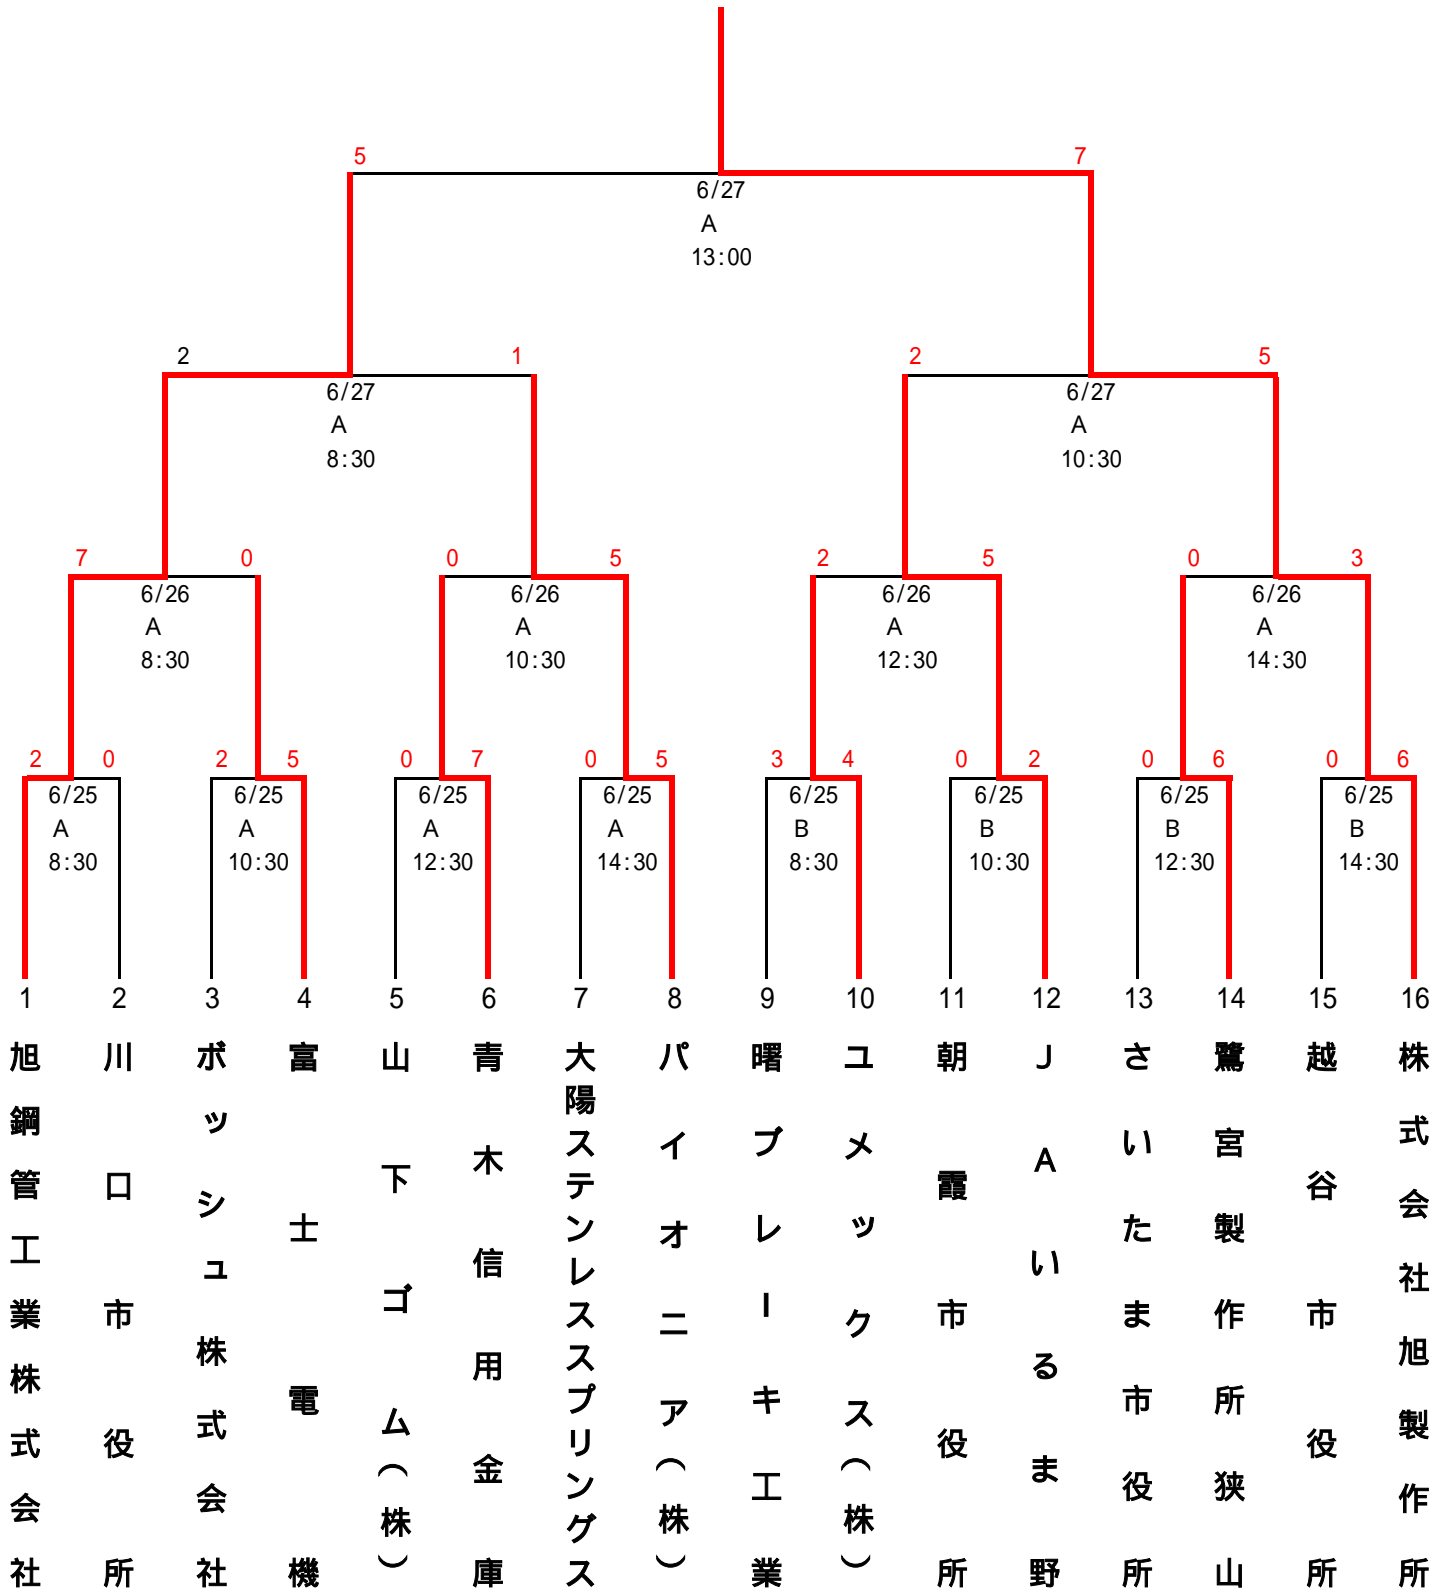 5 7
6/27
A
13:00
2 1 2 5
6/27 6/27
A A
8:30 10:30
7 0 0 5 2 5 0 3
6/26 6/26 6/26 6/26
A A A A
8:30 10:30 12:30 14:30
2 0 2 5 0 7 0 5 3 4 0 2 0 6 0 6
6/25 6/25 6/25 6/25 6/25 6/25 6/25 6/25
A A A A B B B B
8:30 10:30 12:30 14:30 8:30 10:30 12:30 14:30
1 2 3 4 5 6 7 8 9 10 11 12 13 14 15 16
旭鋼管工業株式会社
川口市役所
ボッシュ株式会社
富士電機
山下ゴム(株)
青木信用金庫
大陽ステンレススプリングス
パイオニア(株)
曙ブレーキ工業
ユメックス(株)
朝霞市役所
JAいるま野
さいたま市役所
鷺宮製作所狭山
越谷市役所
株式会社旭製作所